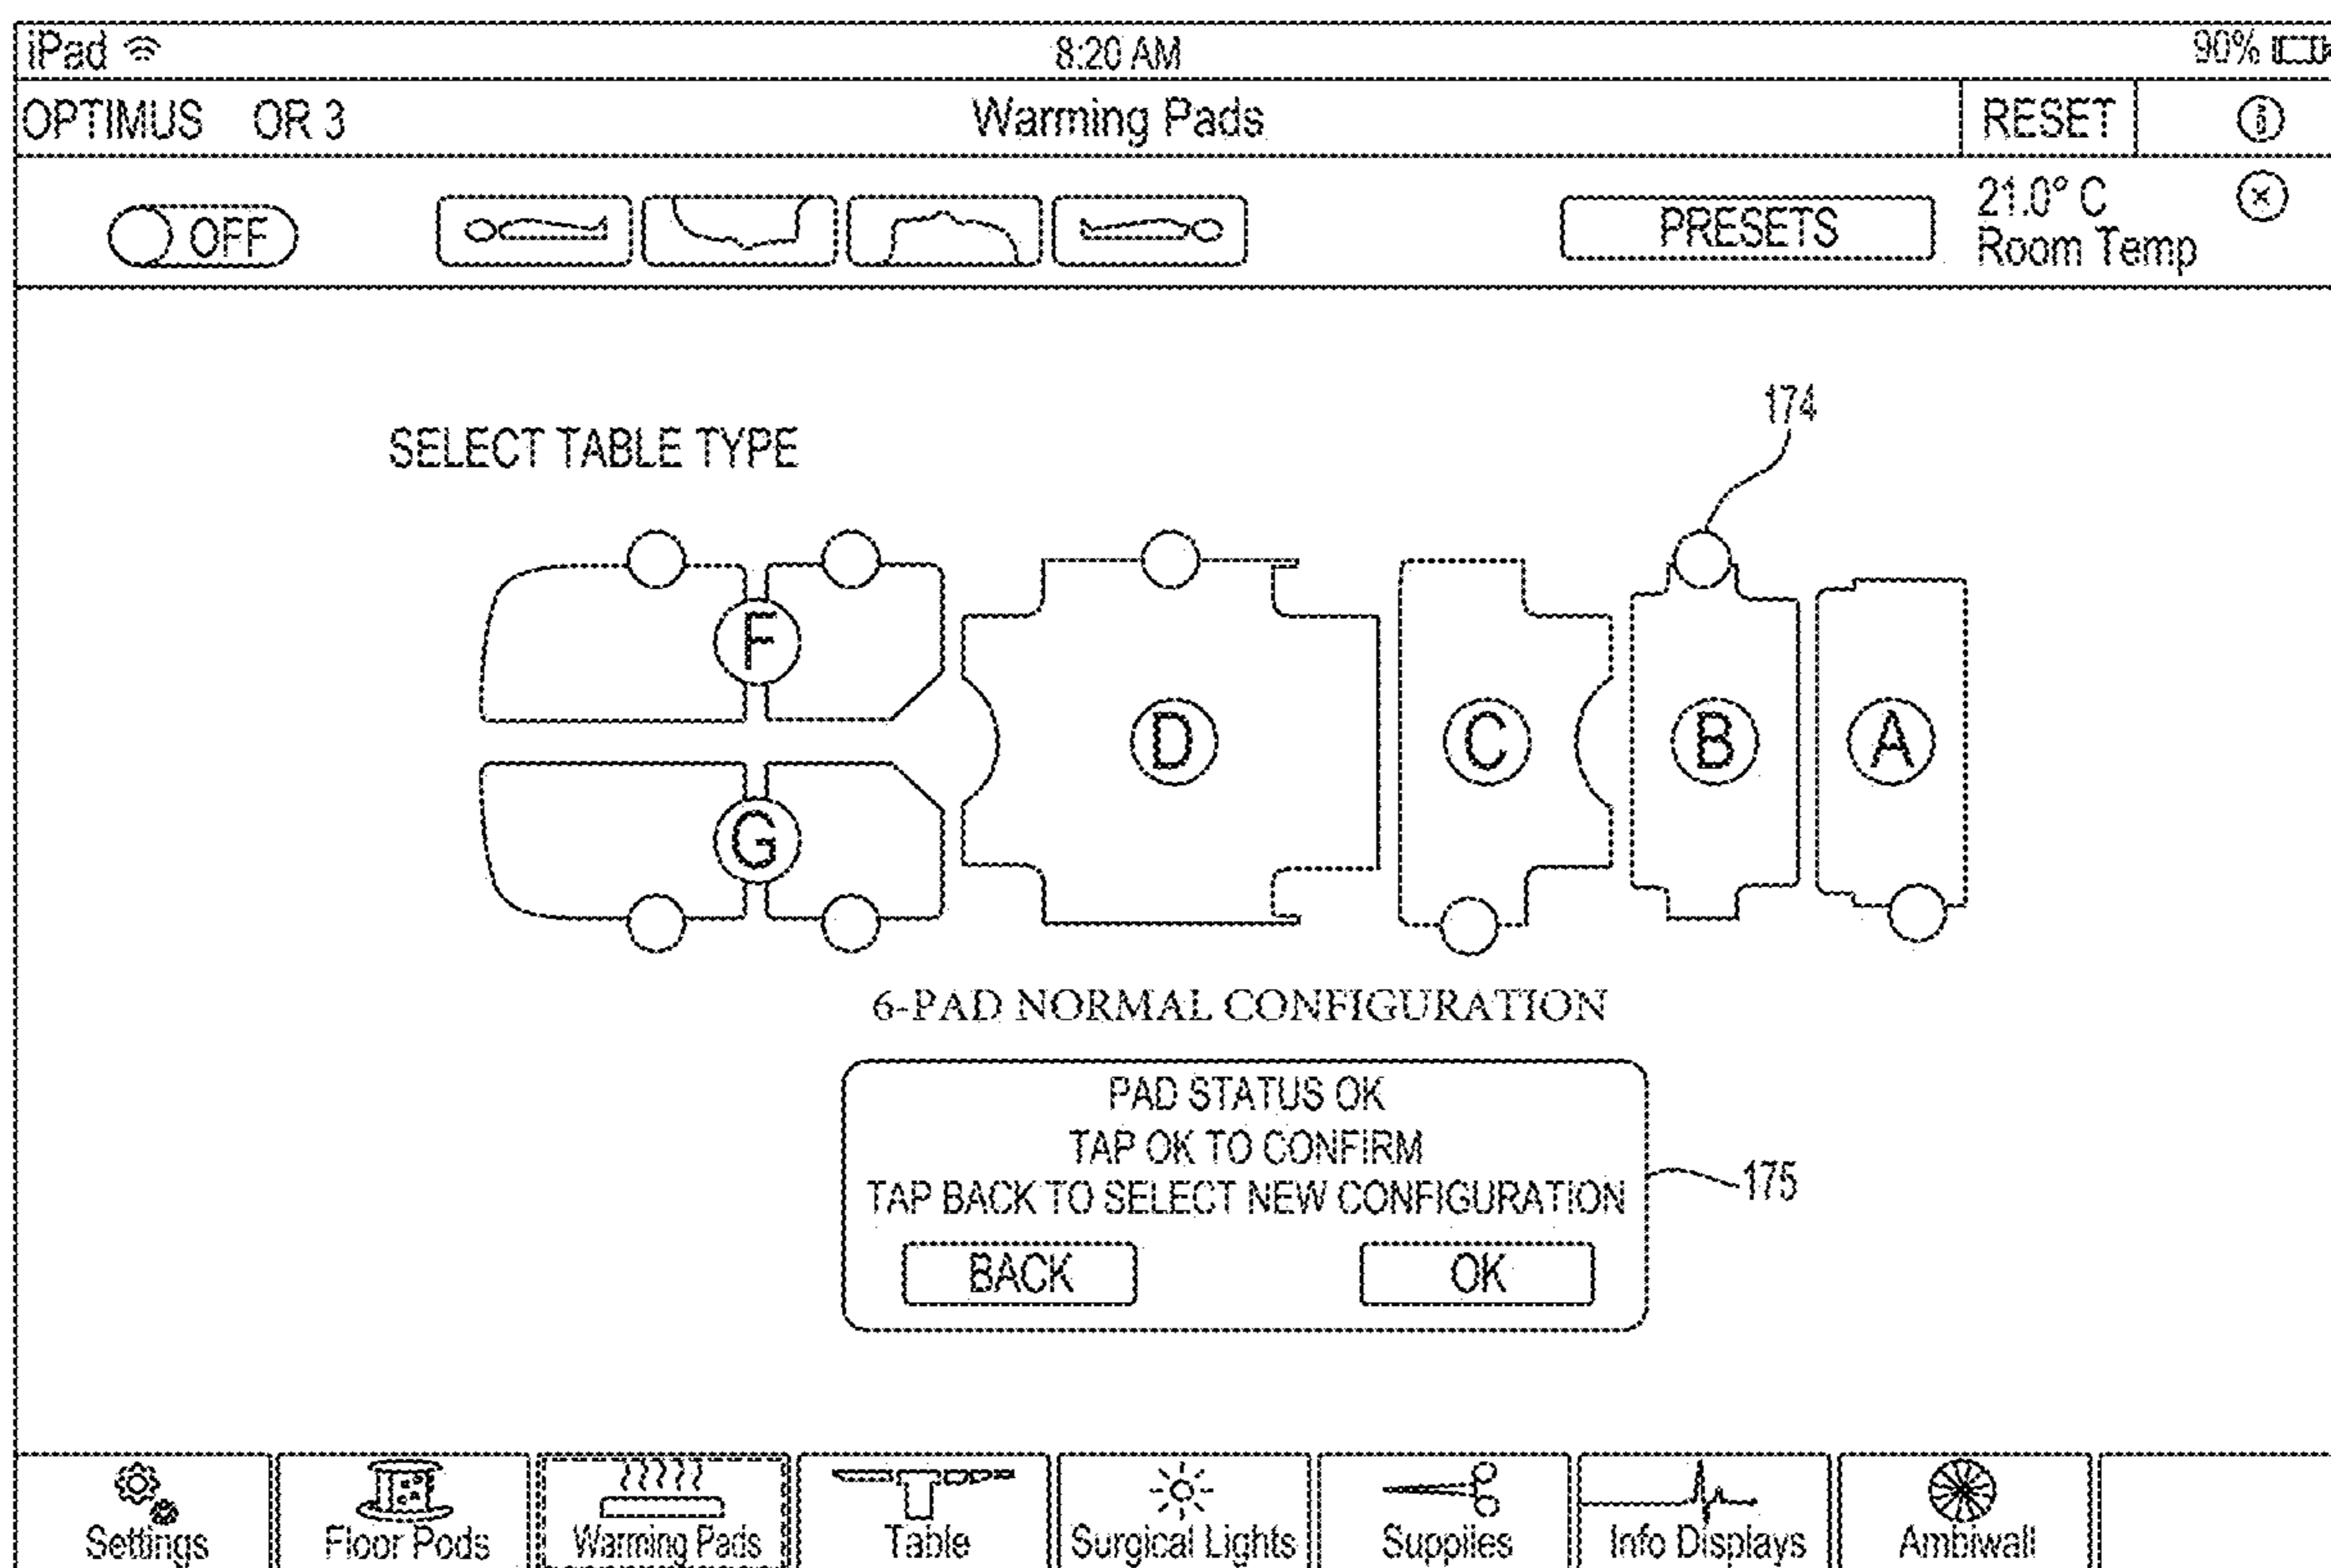 iPad 8:20 AM 90%
OPTIMUS OR 3 Warming Pads RESET
OFF PRESETS 21.0° C
Room Temp
174
SELECT TABLE TYPE
F
D C B A
G
6-PAD NORMAL CONFIGURATION
PAD STATUS OK
TAP OK TO CONFIRM
TAP BACK TO SELECT NEW CONFIGURATION
175
BACK OK
Settings Floor Pods Warming Pads Table Surgical Lights Suppiles Info Displays Ambiwall